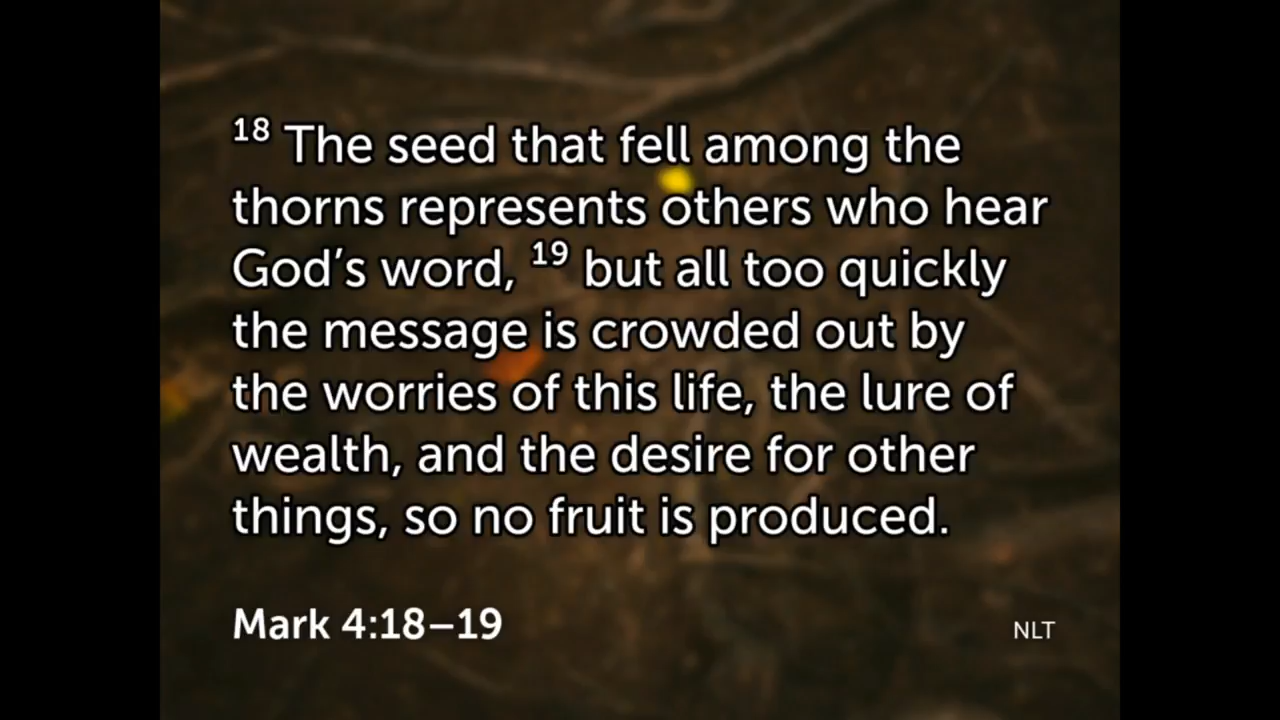 18 The seed that fell among the
thorns represents others who hear
God’s word, 19 but all too quickly
the message is crowded out by
the worries of this life, the lure of
wealth, and the desire for other
things, so no fruit is produced.
Mark 4:18–19
NLT